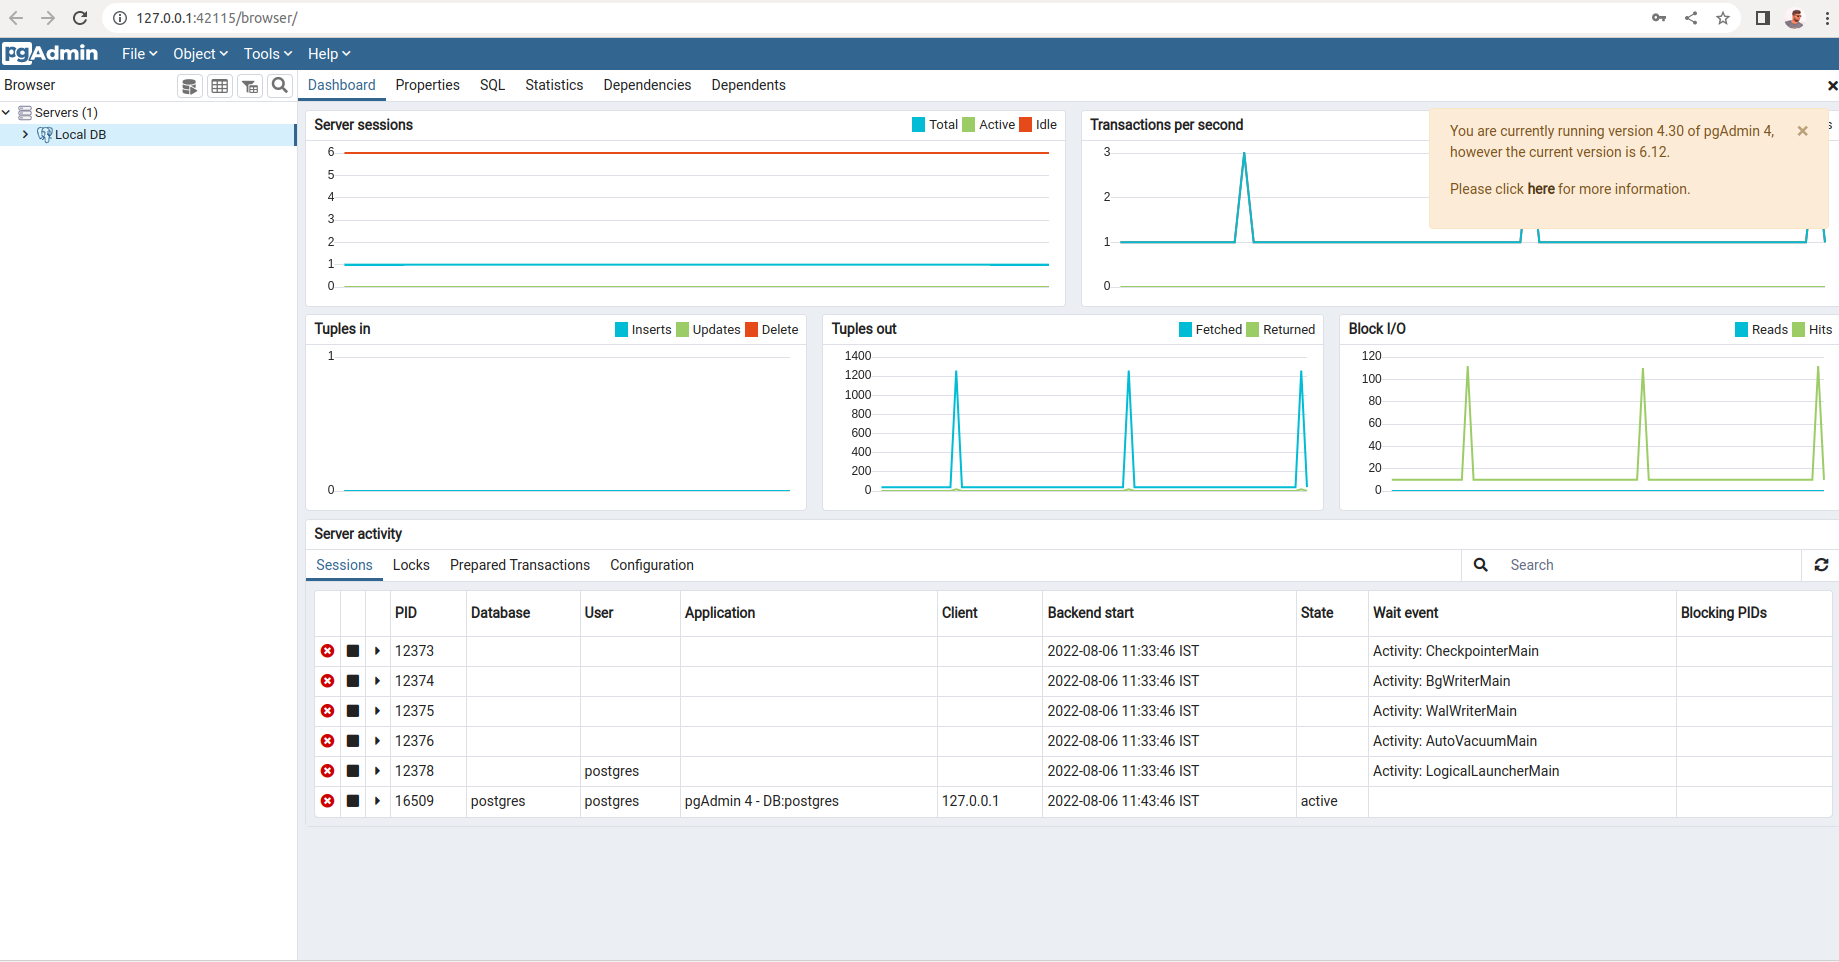 127.0.0.1:42115/browser/
pgAdmin File Object Tools Help
Browser
Dashboard Properties SQL Statistics Dependencies Dependents
Servers (1)
Local DB
Server sessions
Total Active Idle
6
5
4
3
2
1
0
Transactions per second
3
2
1
0
You are currently running version 4.30 of pgAdmin 4,
however the current version is 6.12.
Please click here for more information.
Tuples in
Inserts Updates Delete
1
0
Tuples out
Fetched Returned
1400
1200
1000
800
600
400
200
0
Block I/O
Reads Hits
120
100
80
60
40
20
0
Server activity
Sessions Locks Prepared Transactions Configuration
Search
PID Database User Application Client Backend start State Wait event Blocking PIDs
12373 2022-08-06 11:33:46 IST Activity: CheckpointerMain
12374 2022-08-06 11:33:46 IST Activity: BgWriterMain
12375 2022-08-06 11:33:46 IST Activity: WalWriterMain
12376 2022-08-06 11:33:46 IST Activity: AutoVacuumMain
12378 postgres 2022-08-06 11:33:46 IST Activity: LogicalLauncherMain
16509 postgres postgres pgAdmin 4 - DB:postgres 127.0.0.1 2022-08-06 11:43:46 IST active